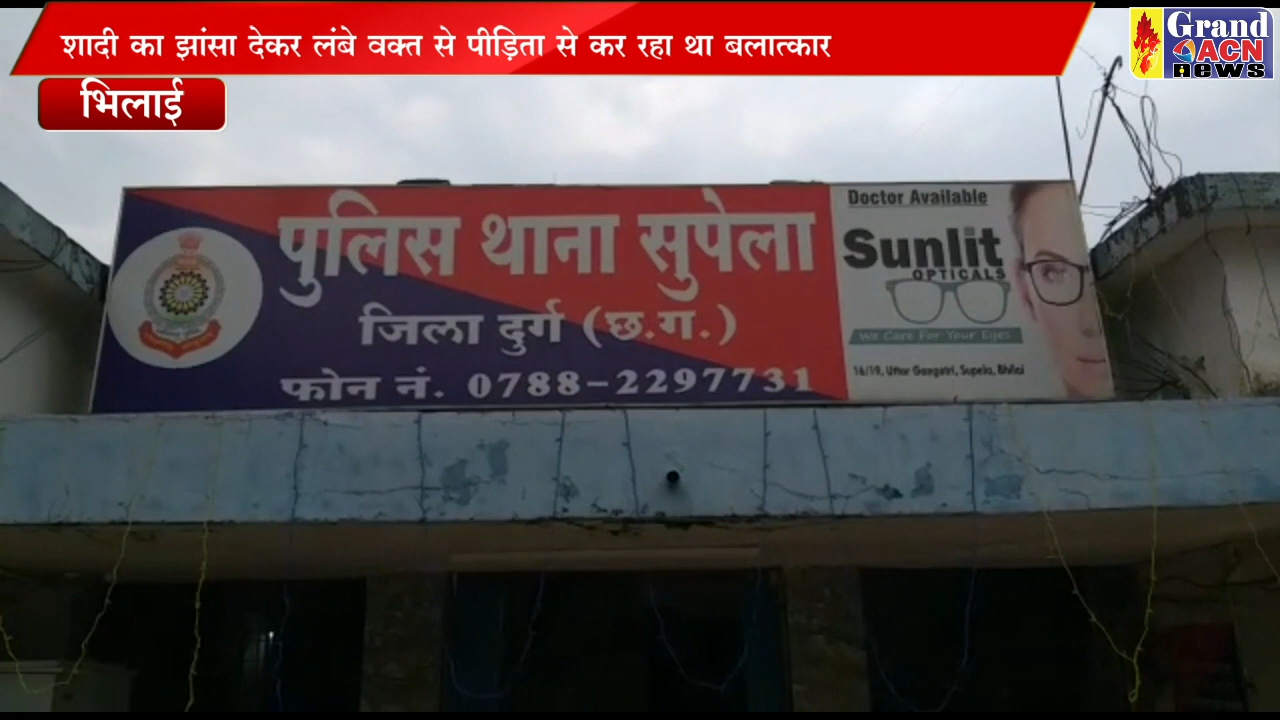 शादी का झांसा देकर लंबे वक्त से पीड़िता से कर रहा था बलात्कार
Grand
ACN
news
भिलाई
पुलिस थाना सुपेला
जिला दुर्ग (छ.ग.)
फोन नं. 0788-2297731
Doctor Available
Sunlit
OPTICALS
We Care For Your Eyes
16/19, Uttar Gangotri, Supela, Bhilai